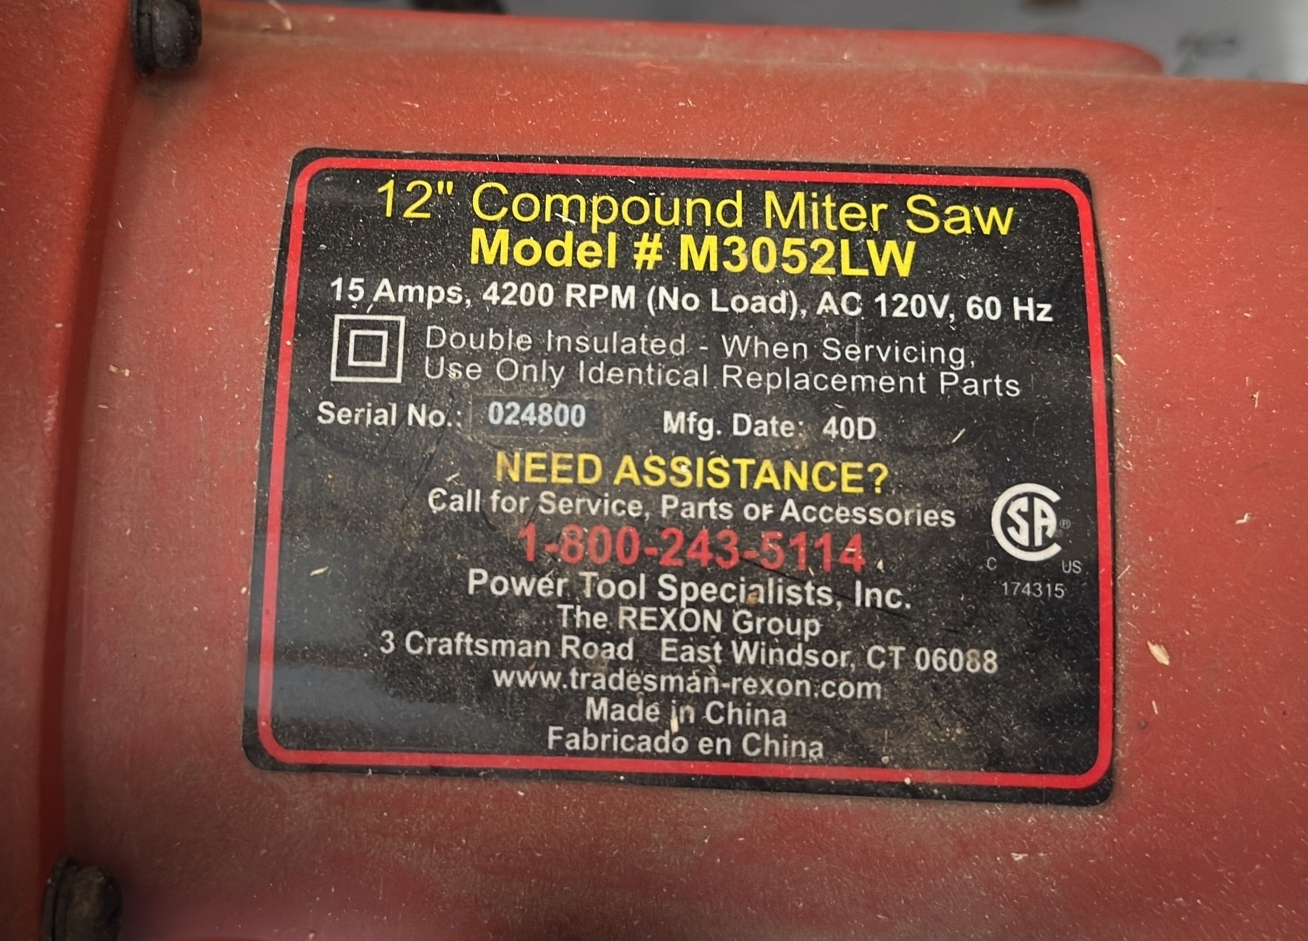 12" Compound Miter Saw
Model # M3052LW
15 Amps, 4200 RPM (No Load), AC 120V, 60 Hz
Double Insulated - When Servicing,
Use Only Identical Replacement Parts
Serial No.: 024800 Mfg. Date: 40D
NEED ASSISTANCE?
Call for Service, Parts or Accessories
1-800-243-5114
Power Tool Specialists, Inc.
The REXON Group
3 Craftsman Road East Windsor, CT 06088
www.tradesman-rexon.com
Made in China
Fabricado en China
CSA ®
C US
174315